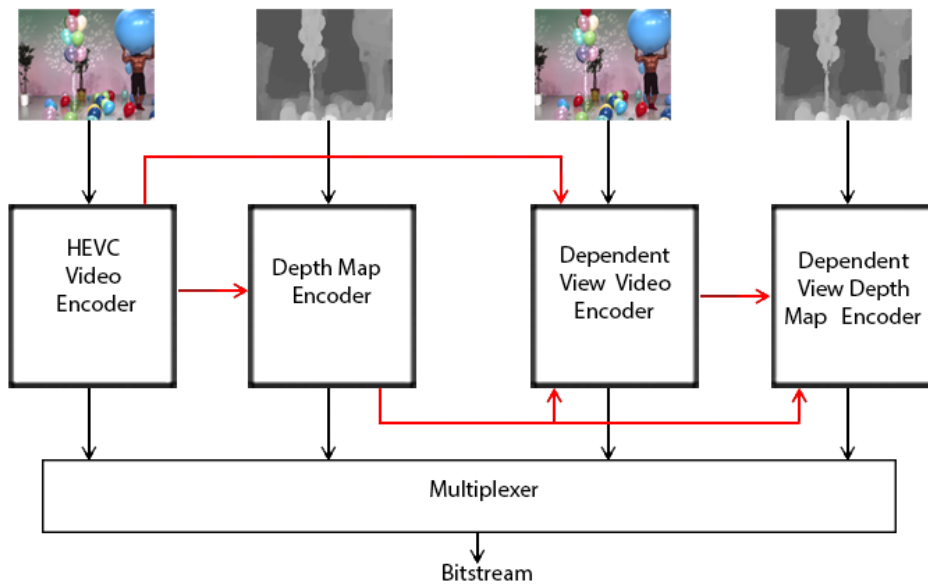 HEVC
Video
Encoder
Depth Map
Encoder
Dependent
View Video
Encoder
Dependent
View Depth
Map Encoder
Multiplexer
Bitstream